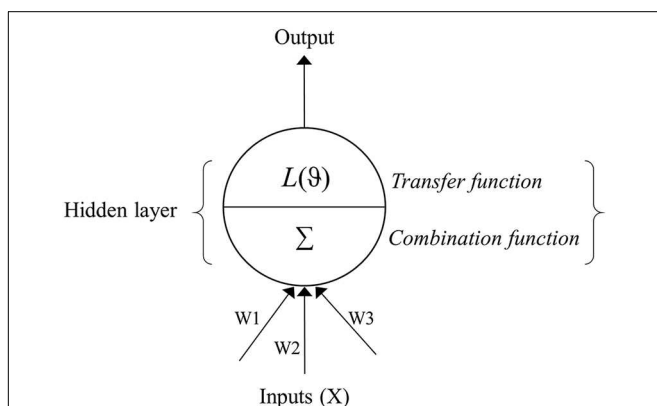 Output
L(ϑ)
Transfer function
Hidden layer
Σ
Combination function
W1
W2
W3
Inputs (X)